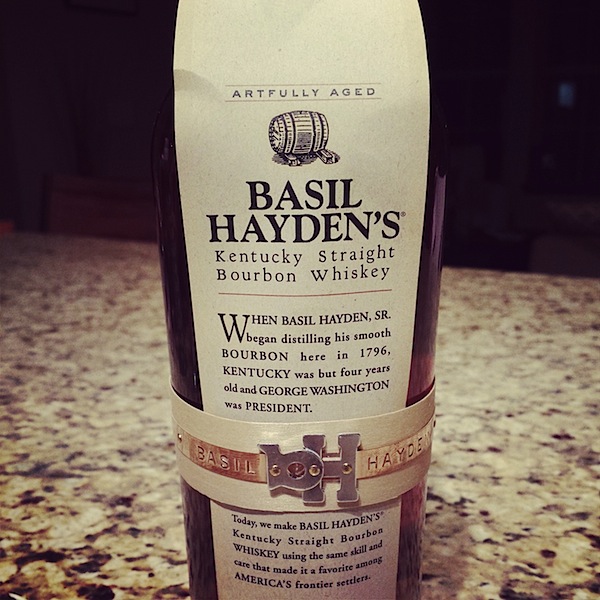 ARTFULLY AGED
BASIL
HAYDEN'S®
Kentucky Straight
Bourbon Whiskey
WHEN BASIL HAYDEN, SR.
began distilling his smooth
BOURBON here in 1796,
KENTUCKY was but four years
old and GEORGE WASHINGTON
was PRESIDENT.
BASIL H HAYDEN
Today, we make BASIL HAYDEN'S®
Kentucky Straight Bourbon
WHISKEY using the same skill and
care that made it a favorite among
AMERICA'S frontier settlers.